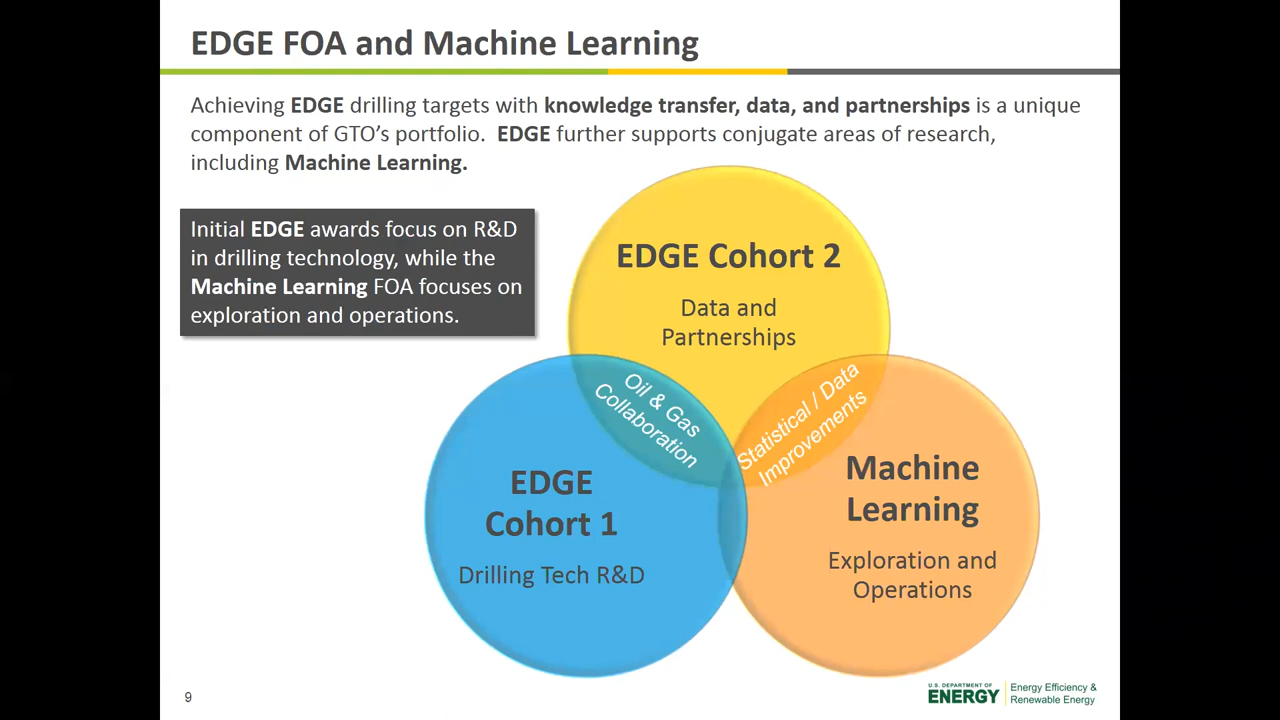 EDGE FOA and Machine Learning
Achieving EDGE drilling targets with knowledge transfer, data, and partnerships is a unique
component of GTO's portfolio. EDGE further supports conjugate areas of research,
including Machine Learning.
Initial EDGE awards focus on R&D
in drilling technology, while the
Machine Learning FOA focuses on
exploration and operations.
EDGE Cohort 2
Data and
Partnerships
Oil & Gas
Collaboration
Statistical / Data
Improvements
EDGE
Cohort 1
Drilling Tech R&D
Machine
Learning
Exploration and
Operations
9
U.S. DEPARTMENT OF
ENERGY
Energy Efficiency &
Renewable Energy